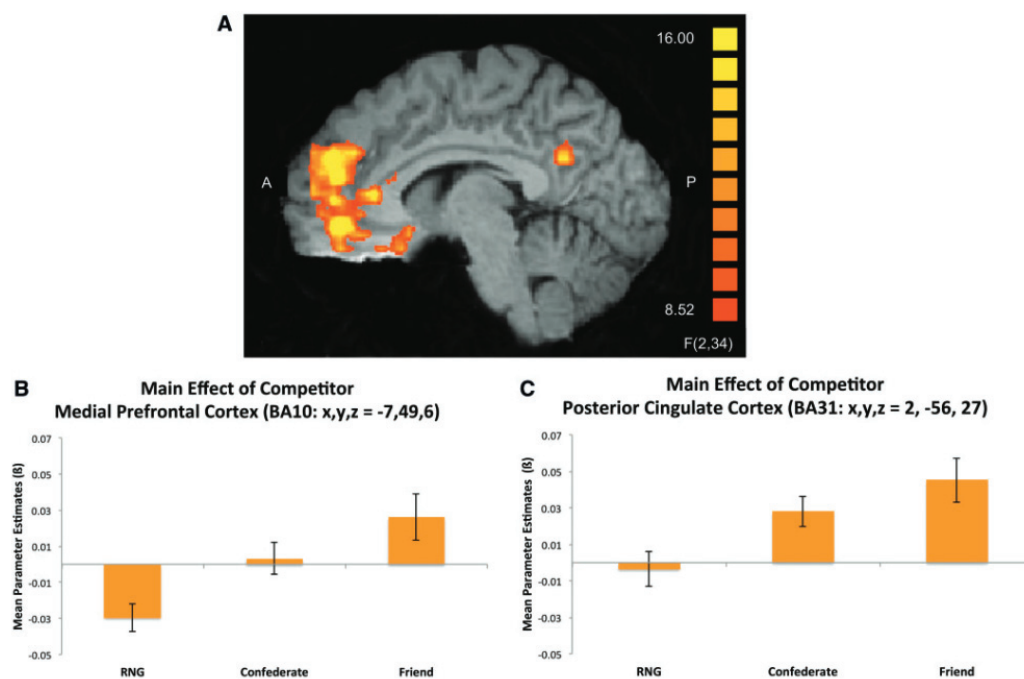 A
16.00
A
P
8.52
F(2,34)
B
Main Effect of Competitor
Medial Prefrontal Cortex (BA10: x,y,z = -7,49,6)
Mean Parameter Estimates (ß)
0.07
0.05
0.03
0.01
-0.01
-0.03
-0.05
RNG
Confederate
Friend
C
Main Effect of Competitor
Posterior Cingulate Cortex (BA31: x,y,z = 2, -56, 27)
Mean Parameter Estimates (ß)
0.07
0.05
0.03
0.01
-0.01
-0.03
-0.05
RNG
Confederate
Friend